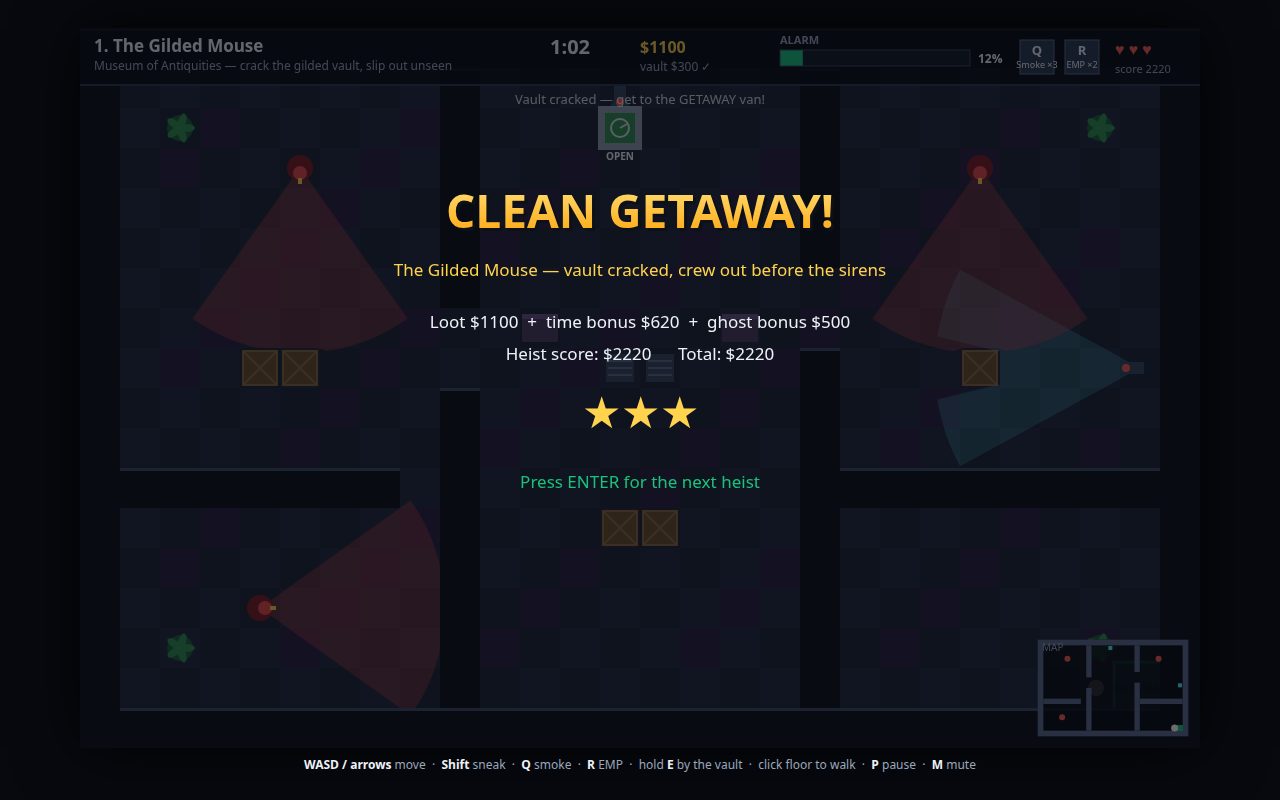 1. The Gilded Mouse
Museum of Antiquities — crack the gilded vault, slip out unseen
1:02
$1100
vault $300 ✓
ALARM
12%
Q
Smoke ×3
R
EMP ×2
♥ ♥ ♥
score 2220
Vault cracked — get to the GETAWAY van!
OPEN
CLEAN GETAWAY!
The Gilded Mouse — vault cracked, crew out before the sirens
Loot $1100 + time bonus $620 + ghost bonus $500
Heist score: $2220 Total: $2220
★★★
Press ENTER for the next heist
MAP
WASD / arrows move · Shift sneak · Q smoke · R EMP · hold E by the vault · click floor to walk · P pause · M mute